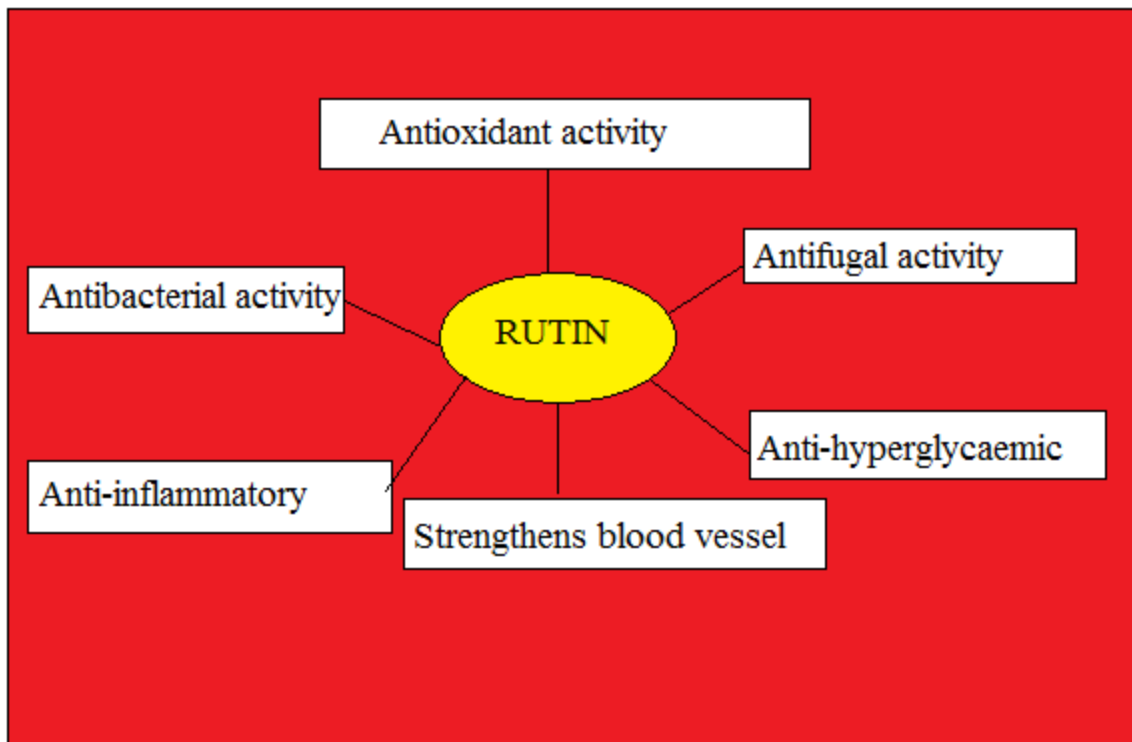 Antioxidant activity
Antifugal activity
Antibacterial activity
RUTIN
Anti-hyperglycaemic
Anti-inflammatory
Strengthens blood vessel